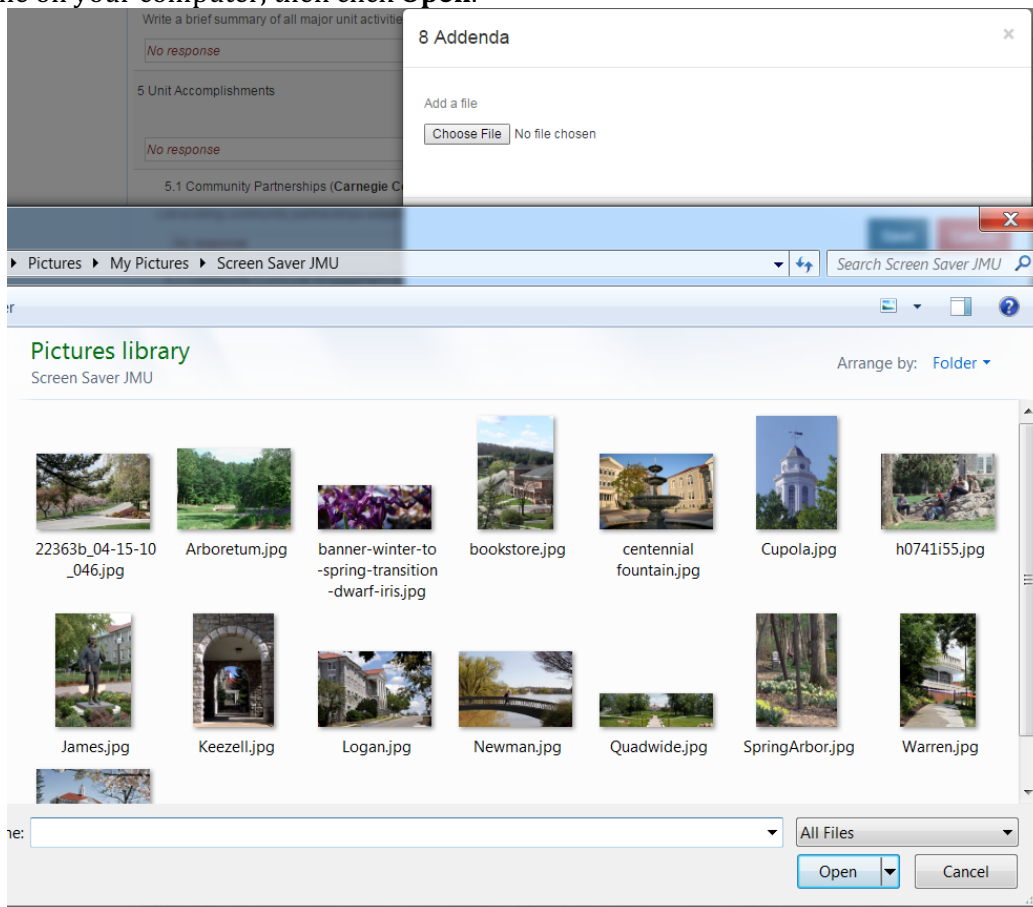 on your computer, then click Open.
Write a brief summary of all major unit activitie
8 Addenda
×
No response
5 Unit Accomplishments
Add a file
Choose File No file chosen
No response
5.1 Community Partnerships (Carnegie C
X
Pictures My Pictures Screen Saver JMU
Search Screen Saver JMU
er
?
Pictures library
Screen Saver JMU
Arrange by: Folder
22363b_04-15-10
_046.jpg
Arboretum.jpg
banner-winter-to
-spring-transition
-dwarf-iris.jpg
bookstore.jpg
centennial
fountain.jpg
Cupola.jpg
h0741i55.jpg
James.jpg
Keezell.jpg
Logan.jpg
Newman.jpg
Quadwide.jpg
SpringArbor.jpg
Warren.jpg
ne:
All Files
Open
Cancel